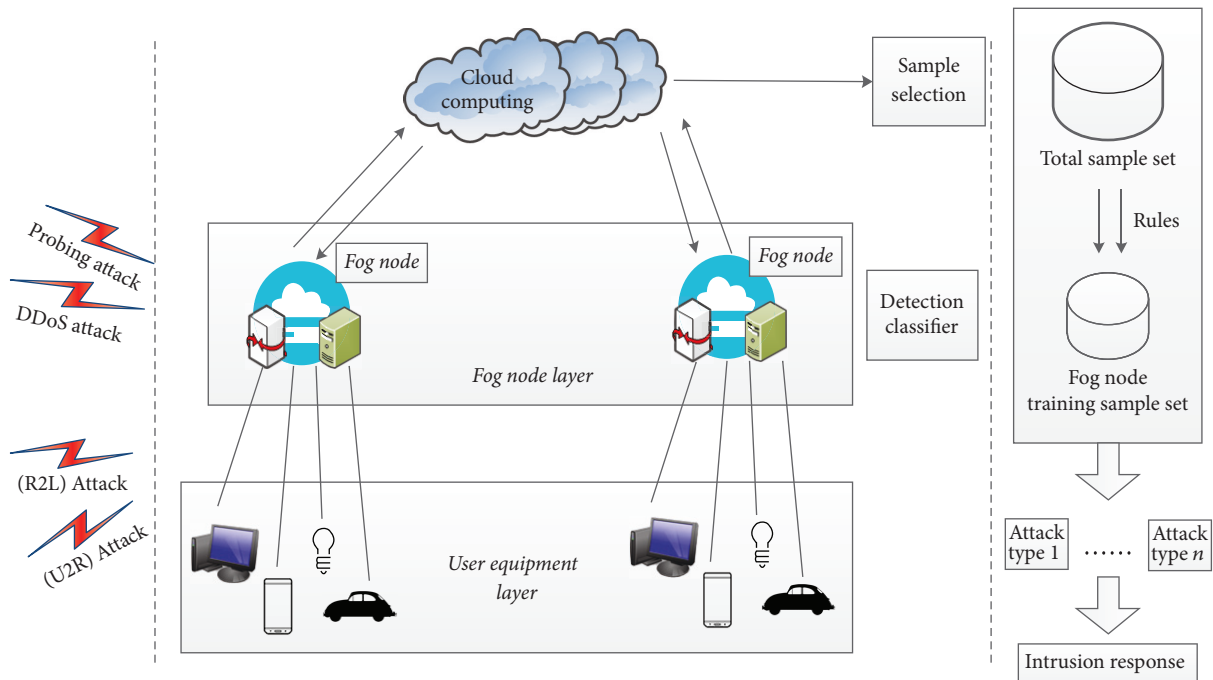 Cloud
computing
Sample
selection
Total sample set
Rules
Fog node
training sample set
Probing attack
DDoS attack
Fog node
Fog node
Fog node layer
Detection
classifier
(R2L) Attack
(U2R) Attack
User equipment
layer
Attack
type 1
......
Attack
type n
Intrusion response